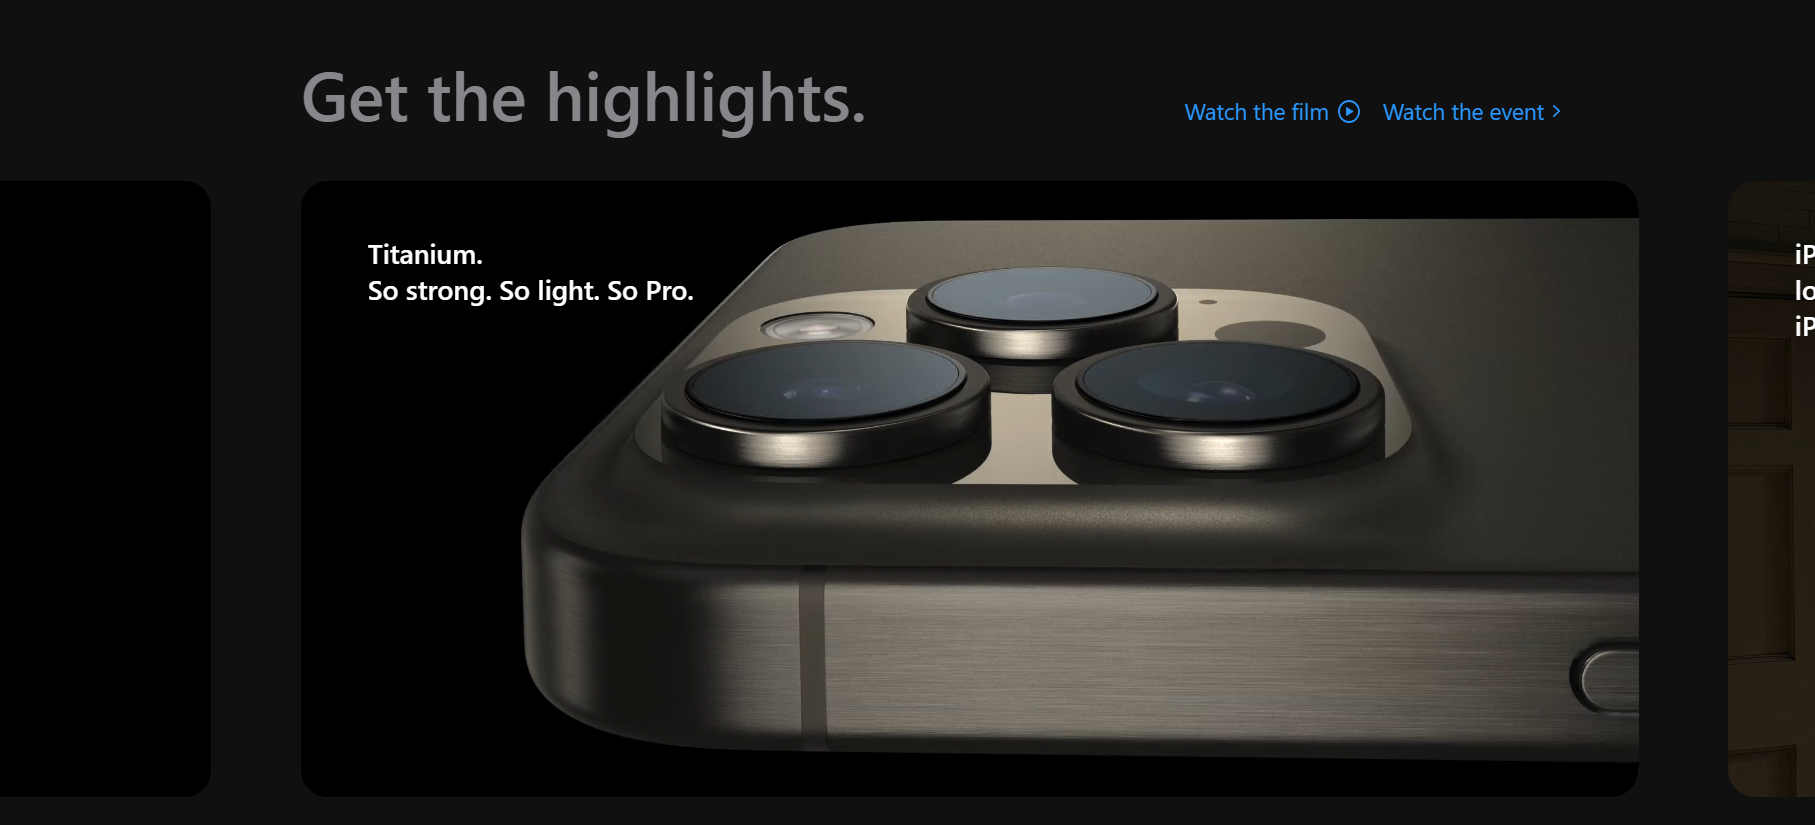 Get the highlights.
Watch the film
Watch the event
Titanium.
So strong. So light. So Pro.
iP
lo
iP